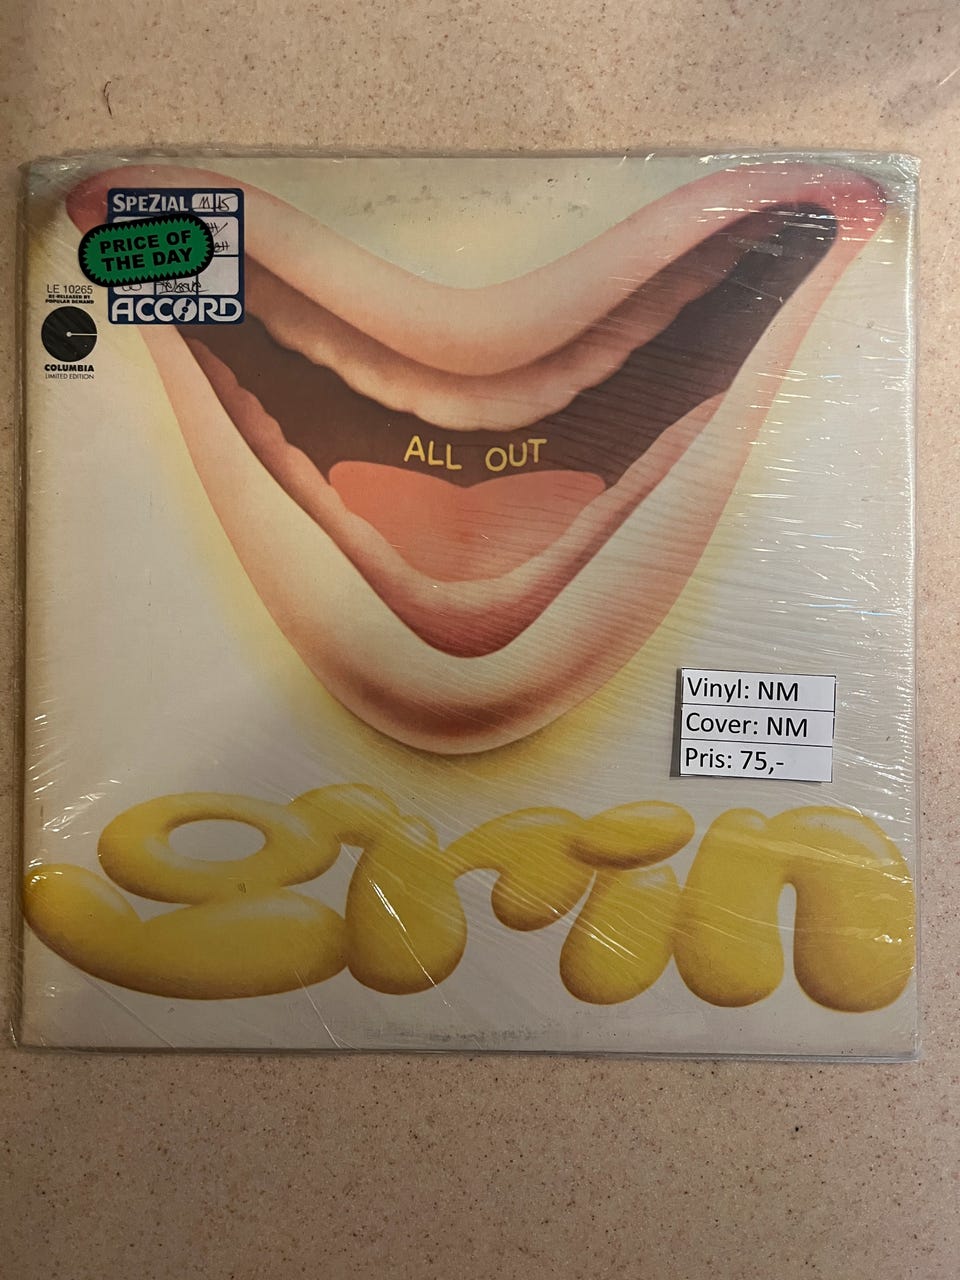 SPEZIAL
PRICE OF
THE DAY
ACCORD
LE 10265
RE-RELEASED BY
POPULAR DEMAND
COLUMBIA
LIMITED EDITION
ALL OUT
Vinyl: NM
Cover: NM
Pris: 75,-
grin